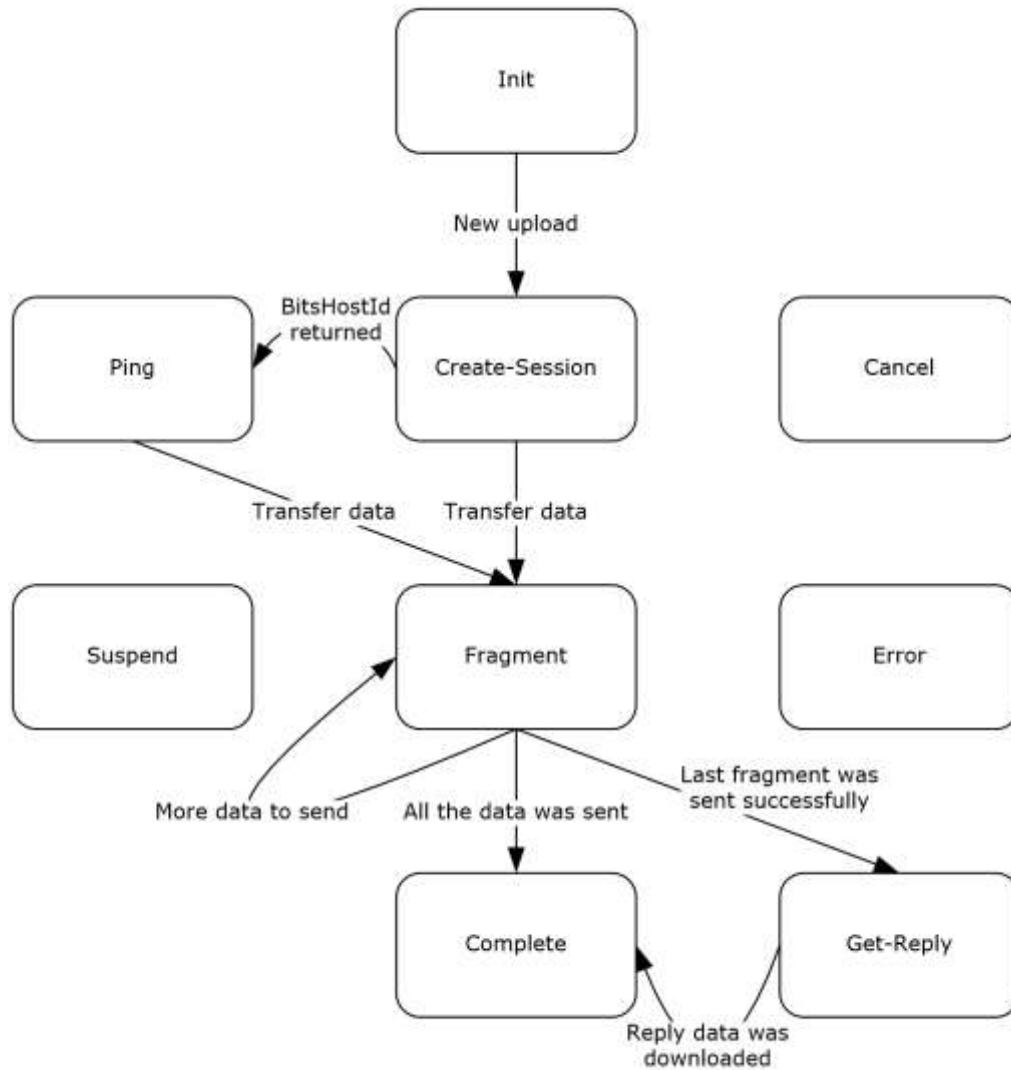 Init
New upload
BitsHostId
returned
Ping
Create-Session
Cancel
Transfer data
Transfer data
Suspend
Fragment
Error
More data to send
All the data was sent
Last fragment was
sent successfully
Complete
Get-Reply
Reply data was
downloaded